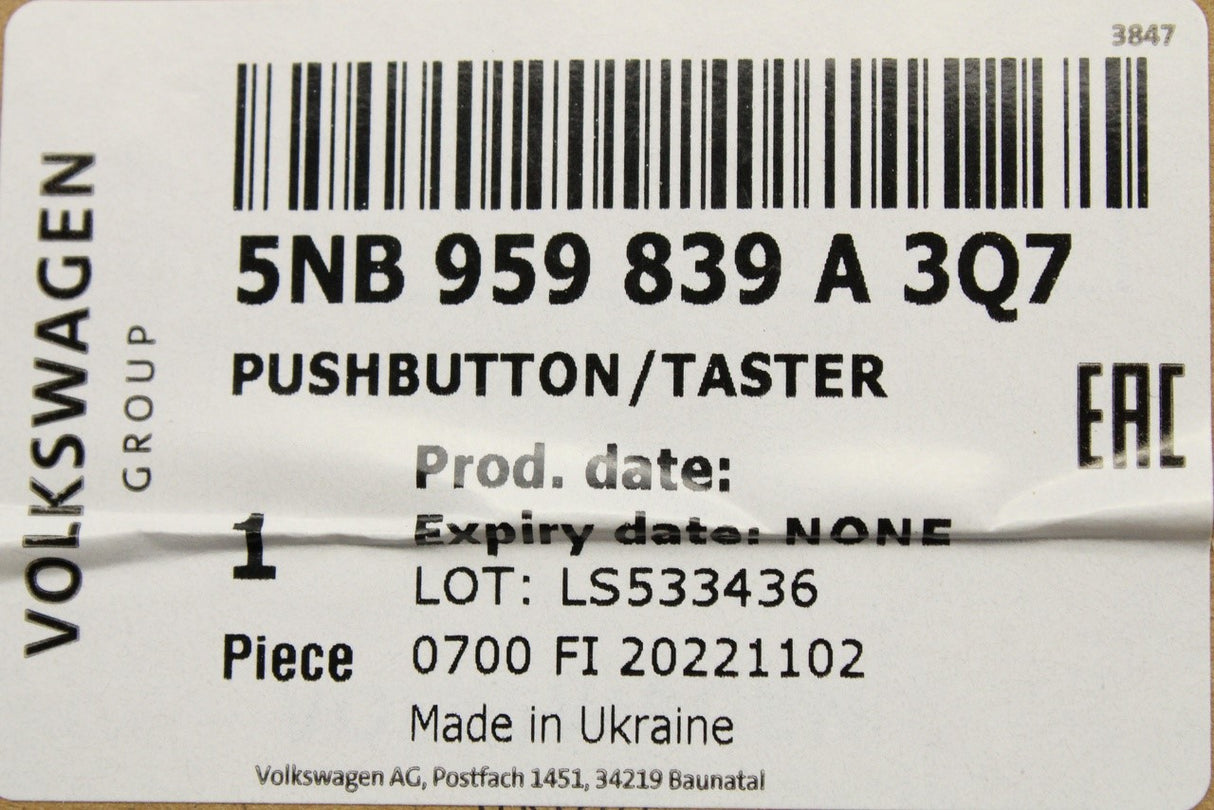 3847
5NB 959 839 A 3Q7
PUSHBUTTON/TASTER
EAC
Prod. date:
Expiry date: NONE
1
LOT: LS533436
Piece
0700 FI 20221102
Made in Ukraine
Volkswagen AG, Postfach 1451, 34219 Baunatal
VOLKSWAGEN
GROUP